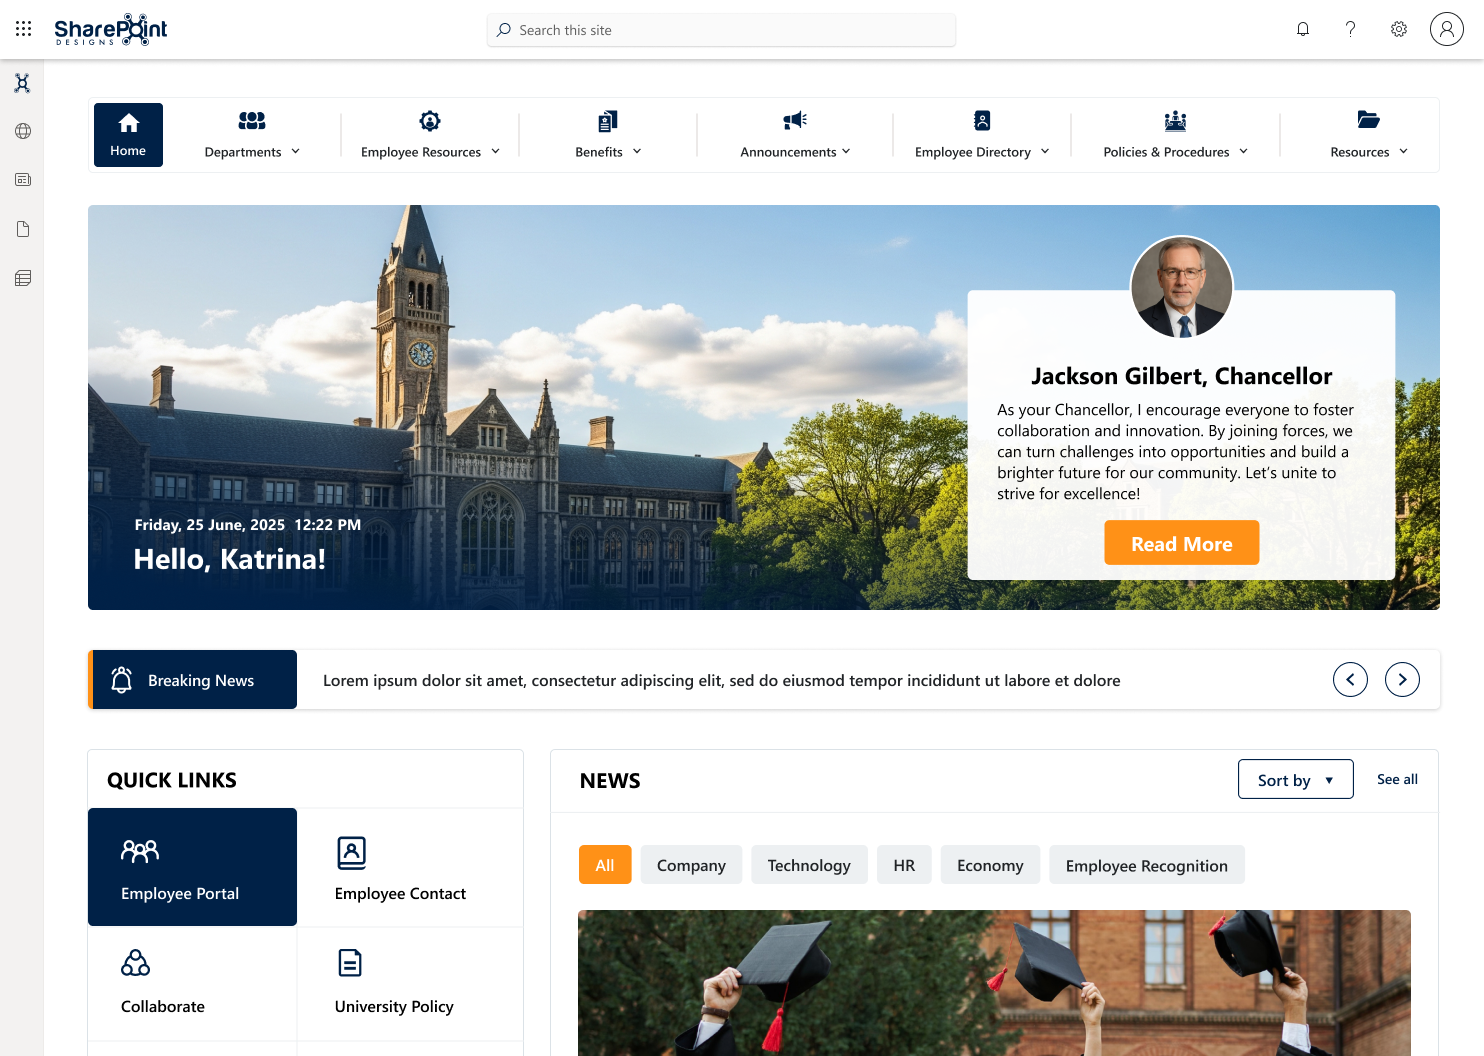 SharePoint
DESIGNS
Search this site
Home
Departments
Employee Resources
Benefits
Announcements
Employee Directory
Policies & Procedures
Resources
Jackson Gilbert, Chancellor
As your Chancellor, I encourage everyone to foster
collaboration and innovation. By joining forces, we
can turn challenges into opportunities and build a
brighter future for our community. Let's unite to
strive for excellence!
Read More
Friday, 25 June, 2025 12:22 PM
Hello, Katrina!
Breaking News
Lorem ipsum dolor sit amet, consectetur adipiscing elit, sed do eiusmod tempor incididunt ut labore et dolore
QUICK LINKS
Employee Portal
Employee Contact
Collaborate
University Policy
NEWS
Sort by
See all
All
Company
Technology
HR
Economy
Employee Recognition